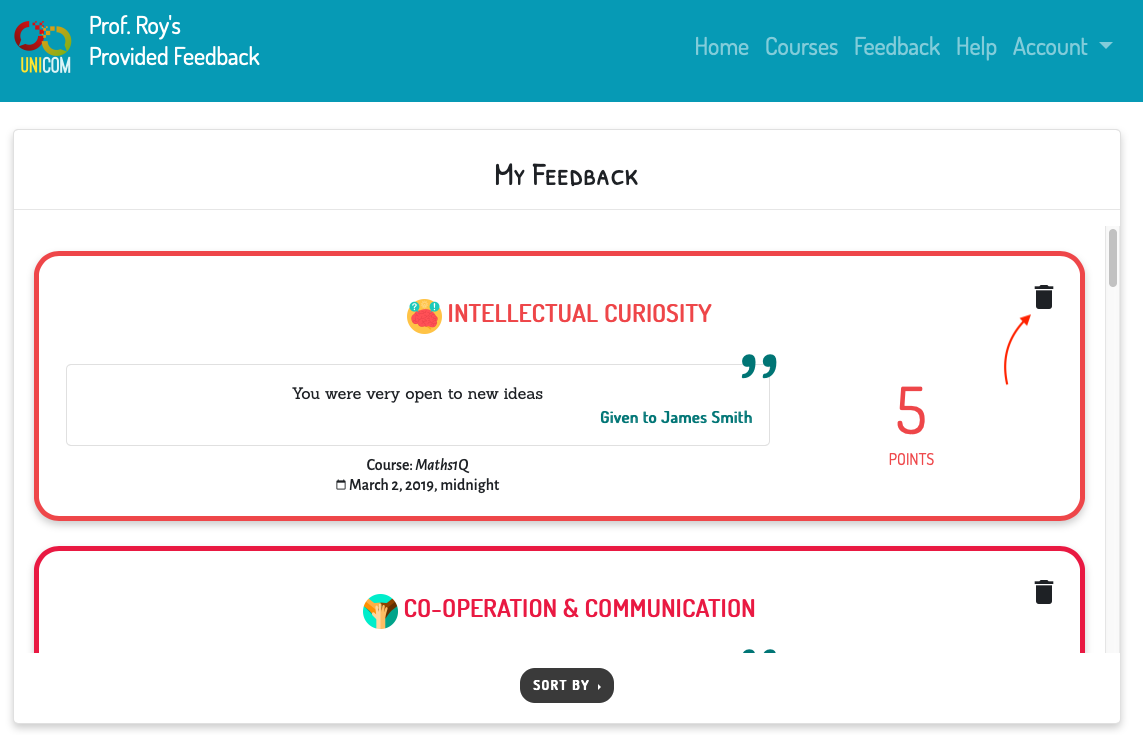 Prof. Roy's
Provided Feedback
UNICOM
Home Courses Feedback Help Account
My Feedback
? !
INTELLECTUAL CURIOSITY
You were very open to new ideas
Given to James Smith
Course: Maths1Q
March 2, 2019, midnight
5
POINTS
CO-OPERATION & COMMUNICATION
SORT BY